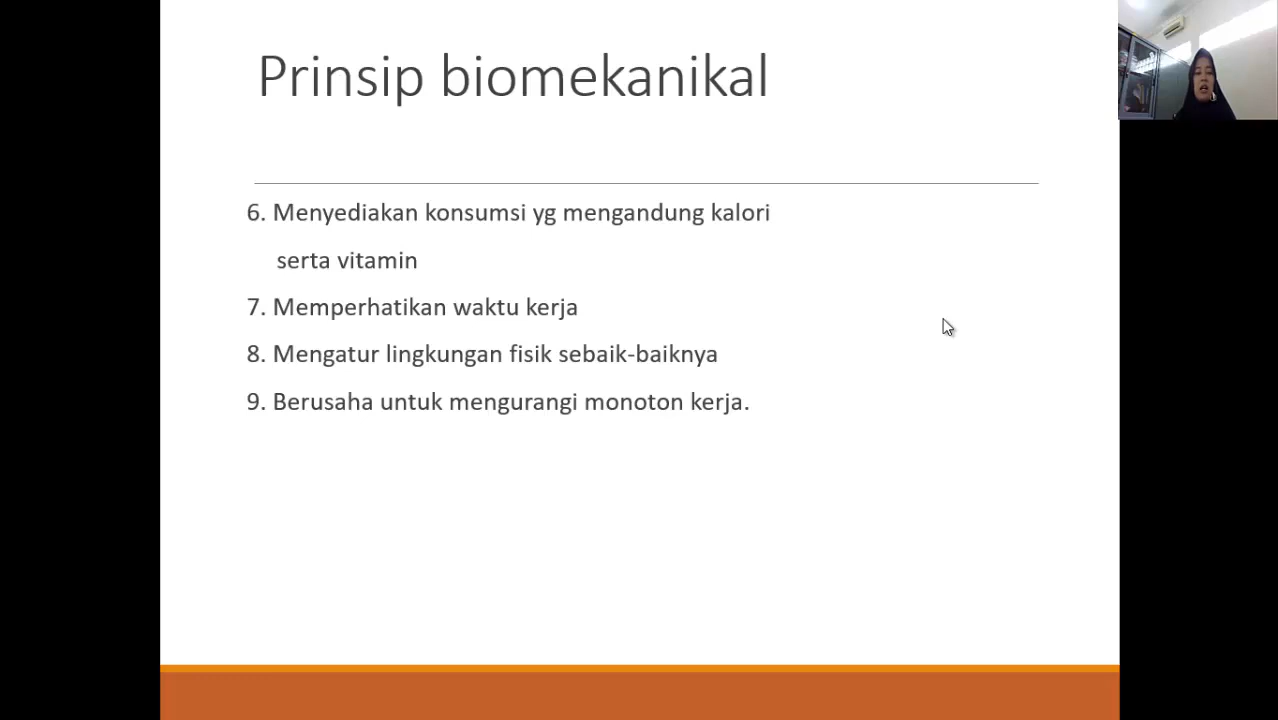 Prinsip biomekanikal
6. Menyediakan konsumsi yg mengandung kalori
serta vitamin
7. Memperhatikan waktu kerja
8. Mengatur lingkungan fisik sebaik-baiknya
9. Berusaha untuk mengurangi monoton kerja.